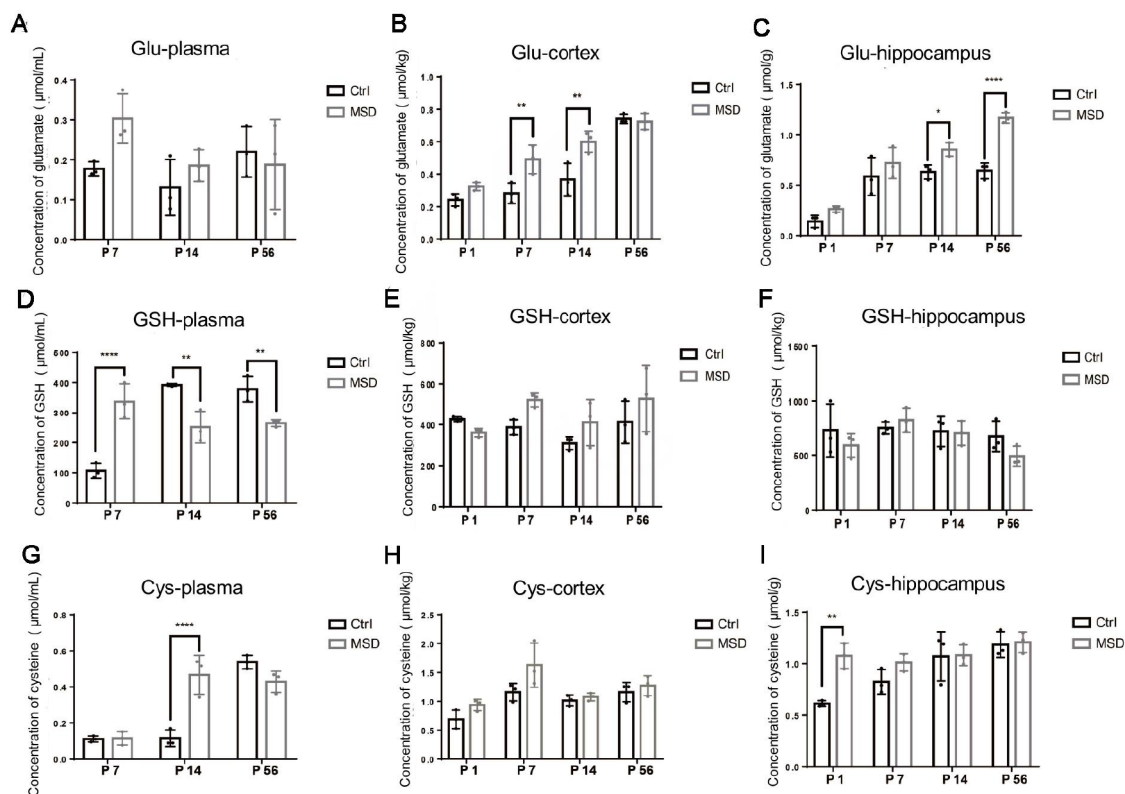 A
Glu-plasma
Concentration of glutamate ( μmol/mL)
0.4
0.3
0.2
0.1
0.0
P 7
P 14
P 56
Ctrl
MSD
B
Glu-cortex
Concentration of glutamate ( μmol/kg)
1.0
0.8
0.6
0.4
0.2
0.0
**
**
P 1
P 7
P 14
P 56
Ctrl
MSD
C
Glu-hippocampus
Concentration of glutamate ( μmol/g)
1.5
1.0
0.5
0.0
*
****
P 1
P 7
P 14
P 56
Ctrl
MSD
D
GSH-plasma
Concentration of GSH ( μmol/mL)
500
400
300
200
100
0
****
**
**
P 7
P 14
P 56
Ctrl
MSD
E
GSH-cortex
Concentration of GSH ( μmol/kg)
800
600
400
200
0
P 1
P 7
P 14
P 56
Ctrl
MSD
F
GSH-hippocampus
Concentration of GSH ( μmol/kg)
1500
1000
500
0
P 1
P 7
P 14
P 56
Ctrl
MSD
G
Cys-plasma
Concentration of cysteine ( μmol/mL)
0.8
0.6
0.4
0.2
0.0
****
P 7
P 14
P 56
Ctrl
MSD
H
Cys-cortex
Concentration of cysteine ( μmol/kg)
2.5
2.0
1.5
1.0
0.5
0.0
P 1
P 7
P 14
P 56
Ctrl
MSD
I
Cys-hippocampus
Concentration of cysteine ( μmol/g)
1.5
1.0
0.5
0.0
**
P 1
P 7
P 14
P 56
Ctrl
MSD